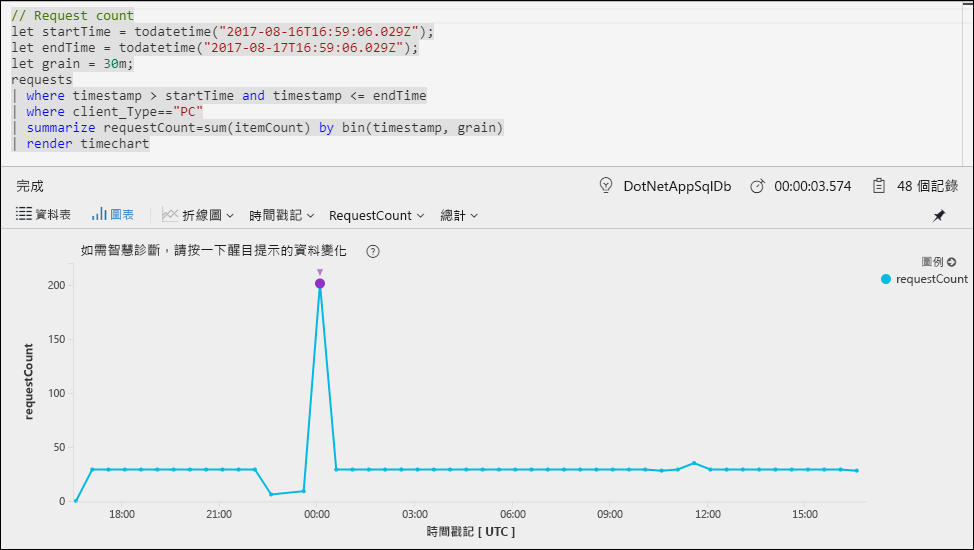 // Request count
let startTime = todatetime("2017-08-16T16:59:06.029Z");
let endTime = todatetime("2017-08-17T16:59:06.029Z");
let grain = 30m;
requests
| where timestamp > startTime and timestamp <= endTime
| where client_Type=="PC"
| summarize requestCount=sum(itemCount) by bin(timestamp, grain)
| render timechart
完成 DotNetAppSqlDb 00:00:03.574 48 個記錄
資料表 圖表 折線圖 時間戳記 RequestCount 總計
如需智慧診斷，請按一下醒目提示的資料變化 ?
圖例
requestCount
requestCount
200
150
100
50
0
18:00 21:00 00:00 03:00 06:00 09:00 12:00 15:00
時間戳記 [ UTC ]